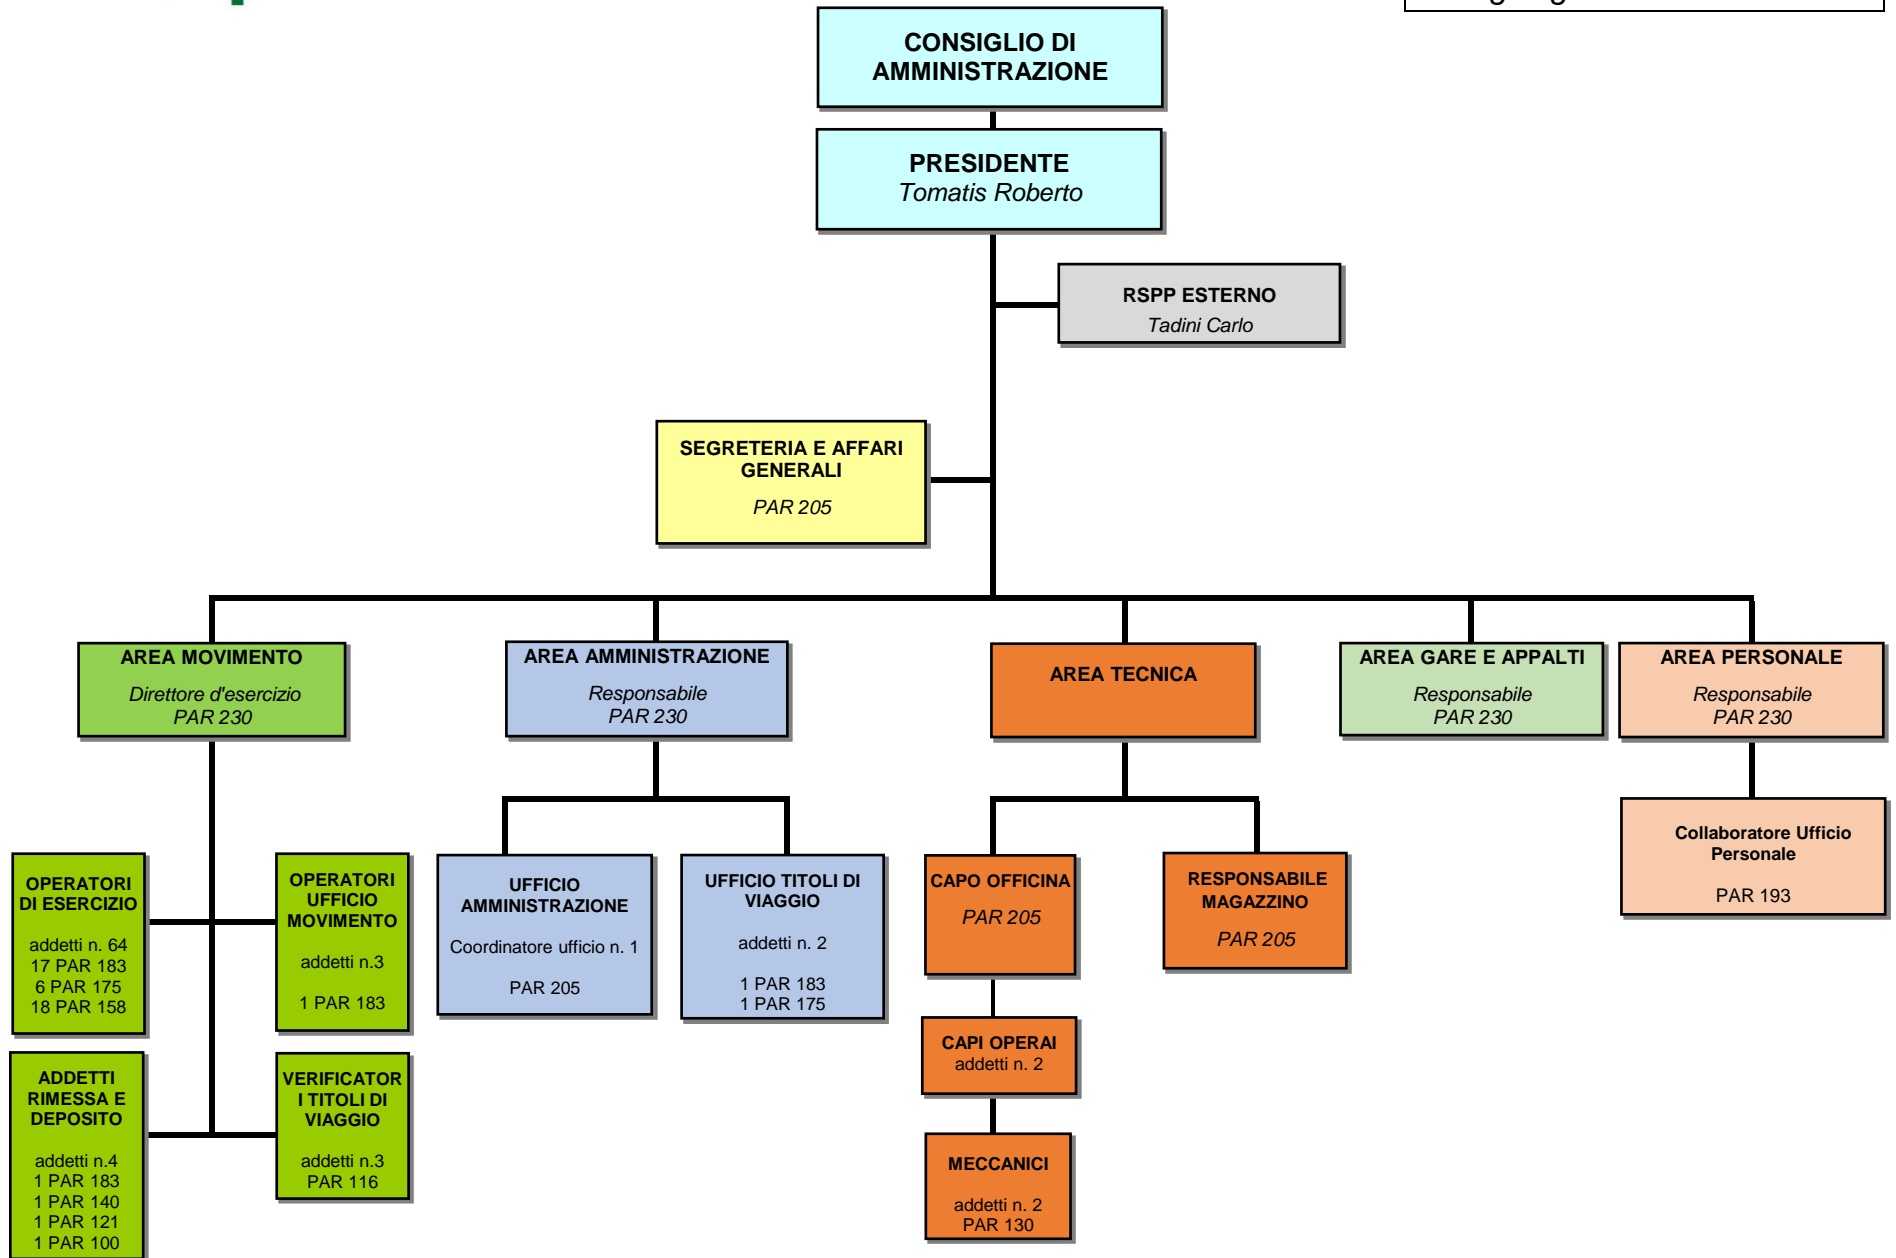 CONSIGLIO DI
AMMINISTRAZIONE
PRESIDENTE
Tomatis Roberto
RSPP ESTERNO
Tadini Carlo
SEGRETERIA E AFFARI
GENERALI
PAR 205
AREA MOVIMENTO
Direttore d'esercizio
PAR 230
AREA AMMINISTRAZIONE
Responsabile
PAR 230
AREA TECNICA
AREA GARE E APPALTI
Responsabile
PAR 230
AREA PERSONALE
Responsabile
PAR 230
OPERATORI
DI ESERCIZIO
addetti n. 64
17 PAR 183
6 PAR 175
18 PAR 158
OPERATORI
UFFICIO
MOVIMENTO
addetti n.3
1 PAR 183
UFFICIO
AMMINISTRAZIONE
Coordinatore ufficio n. 1
PAR 205
UFFICIO TITOLI DI
VIAGGIO
addetti n. 2
1 PAR 183
1 PAR 175
CAPO OFFICINA
PAR 205
RESPONSABILE
MAGAZZINO
PAR 205
Collaboratore Ufficio
Personale
PAR 193
ADDETTI
RIMESSA E
DEPOSITO
addetti n.4
1 PAR 183
1 PAR 140
1 PAR 121
1 PAR 100
VERIFICATOR
I TITOLI DI
VIAGGIO
addetti n.3
PAR 116
CAPI OPERAI
addetti n. 2
MECCANICI
addetti n. 2
PAR 130